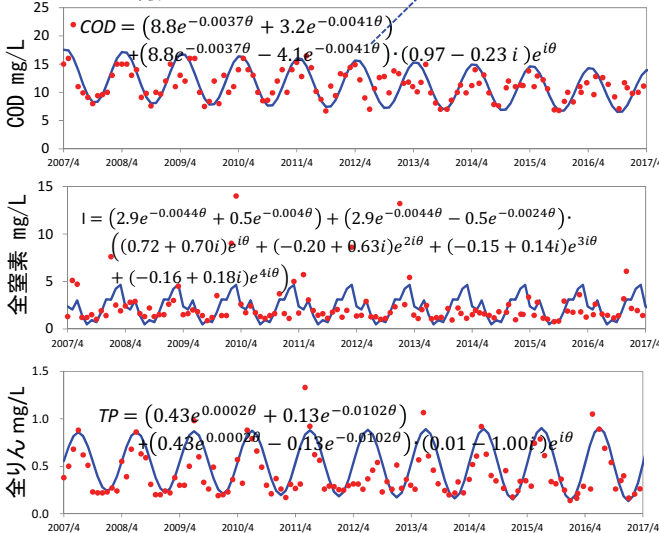 25
20
15
10
5
0
COD mg/L
COD = (8.8e^{-0.0037θ} + 3.2e^{-0.0041θ})
+(8.8e^{-0.0037θ} − 4.1e^{-0.0041θ})·(0.97 − 0.23 i )e^{iθ}
2007/4 2008/4 2009/4 2010/4 2011/4 2012/4 2013/4 2014/4 2015/4 2016/4 2017/4
15
10
5
0
全窒素 mg/L
I = (2.9e^{-0.0044θ} + 0.5e^{-0.004θ}) + (2.9e^{-0.0044θ} − 0.5e^{-0.0024θ})·
((0.72 + 0.70i)e^{iθ} + (−0.20 + 0.63i)e^{2iθ} + (−0.15 + 0.14i)e^{3iθ}
+ (−0.16 + 0.18i)e^{4iθ})
2007/4 2008/4 2009/4 2010/4 2011/4 2012/4 2013/4 2014/4 2015/4 2016/4 2017/4
1.5
1.0
0.5
0.0
全りん mg/L
TP = (0.43e^{0.0002θ} + 0.13e^{-0.0102θ})
+(0.43e^{0.0002θ} − 0.13e^{-0.0102θ})·(0.01 − 1.00i)e^{iθ}
2007/4 2008/4 2009/4 2010/4 2011/4 2012/4 2013/4 2014/4 2015/4 2016/4 2017/4